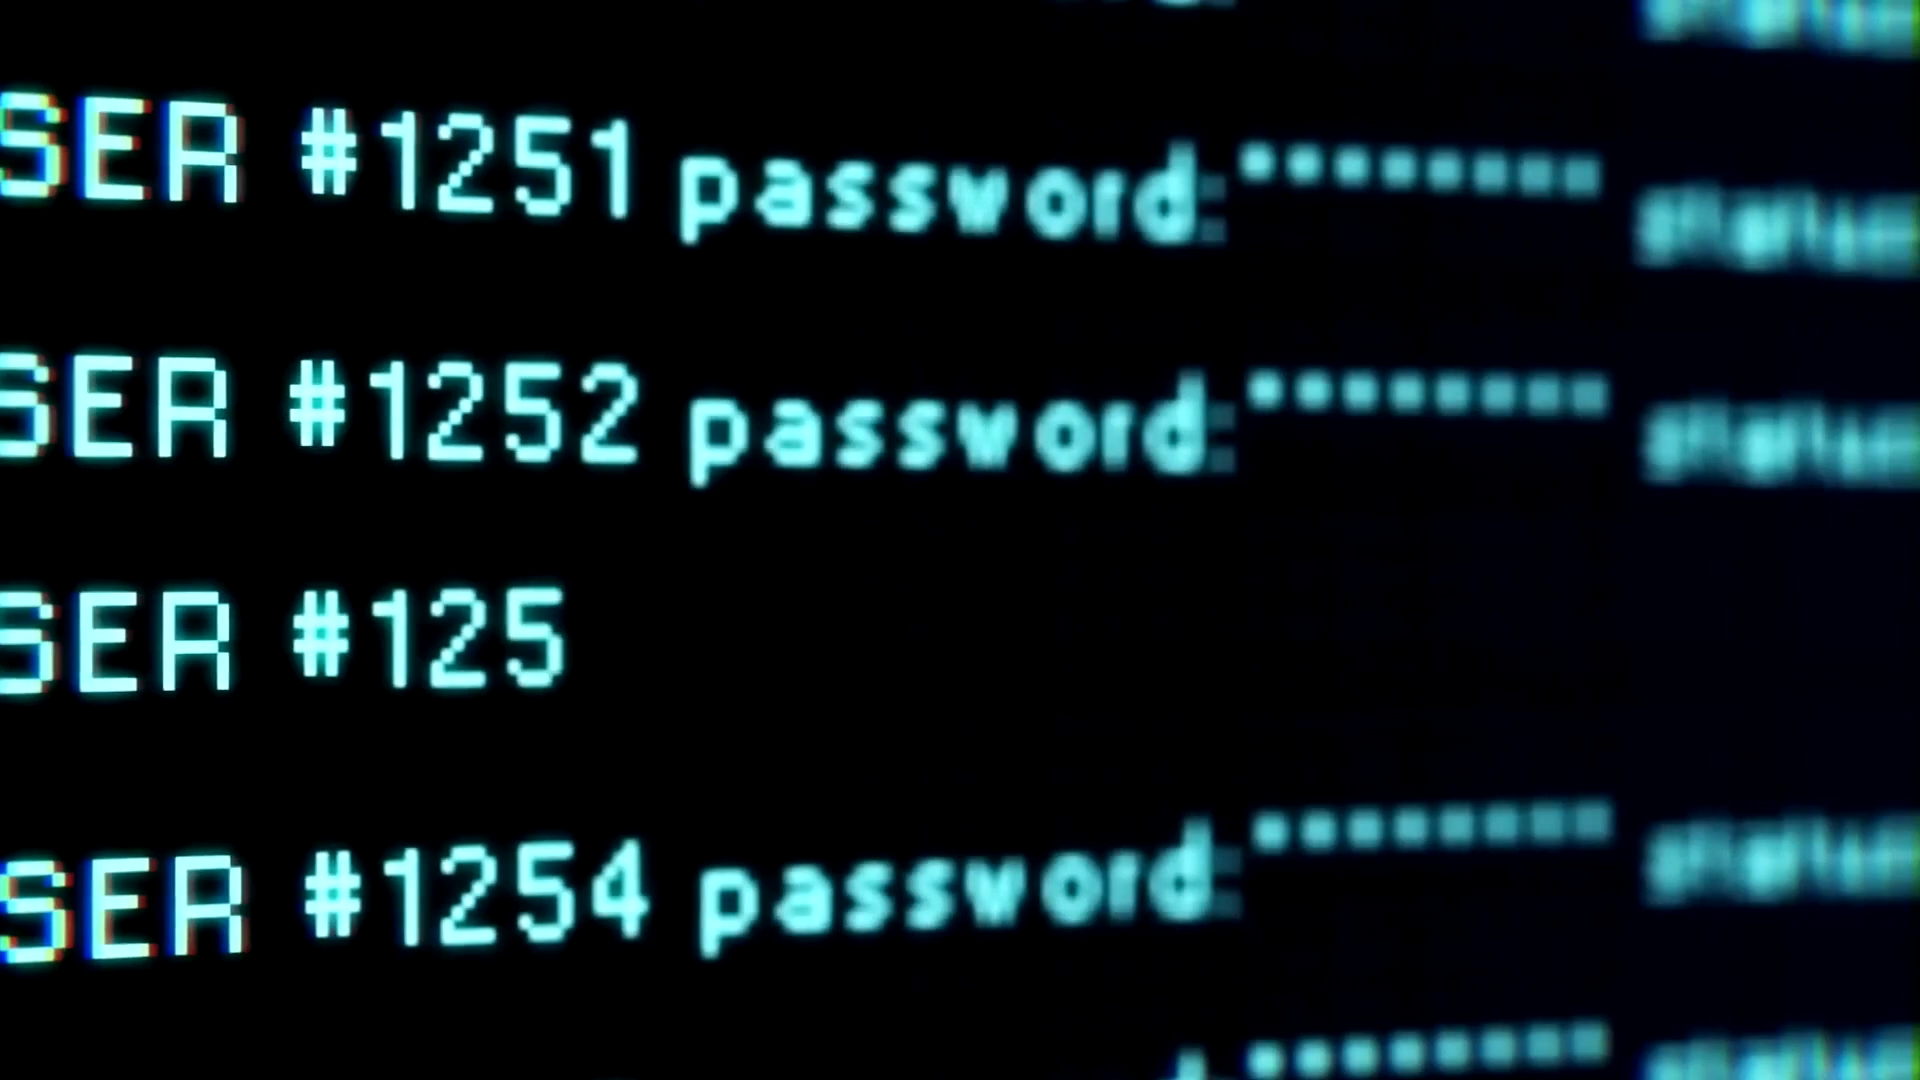 SER #1251 password: ********
SER #1252 password: ********
SER #125
SER #1254 password: ********
********